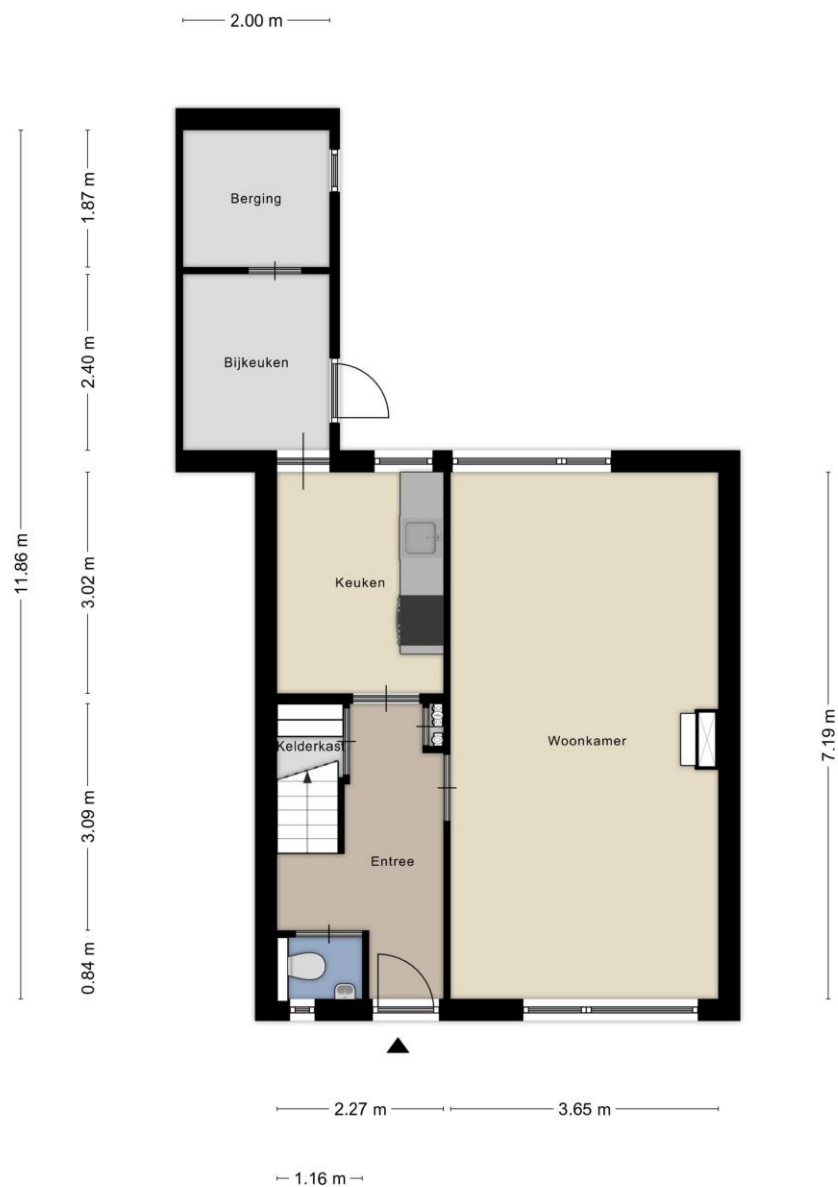 2.00 m
Berging
1.87 m
Bijkeuken
2.40 m
11.86 m
Keuken
3.02 m
Kelderkast
Woonkamer
7.19 m
3.09 m
Entree
0.84 m
2.27 m
3.65 m
1.16 m